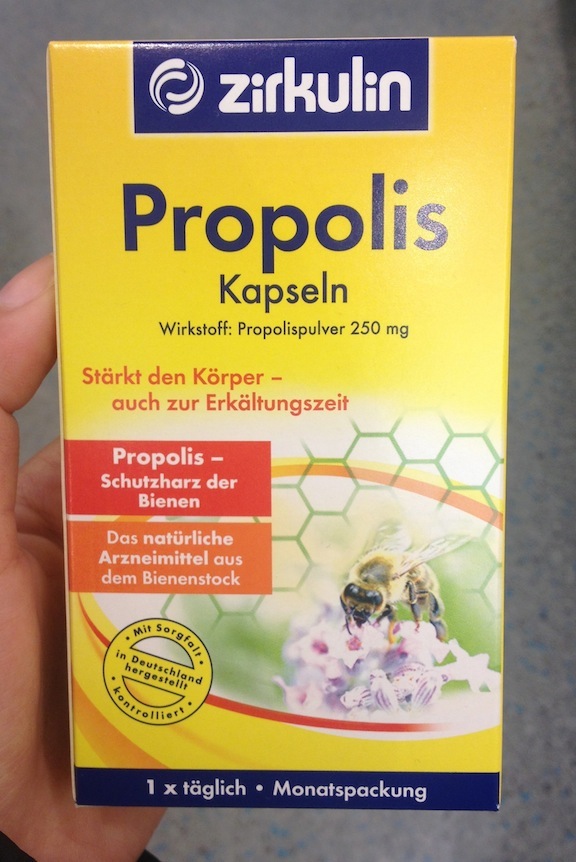 zirkulin
Propolis
Kapseln
Wirkstoff: Propolispulver 250 mg
Stärkt den Körper –
auch zur Erkältungszeit
Propolis –
Schutzharz der
Bienen
Das natürliche
Arzneimittel aus
dem Bienenstock
• Mit Sorgfalt •
in Deutschland
hergestellt
kontrolliert
1 x täglich • Monatspackung